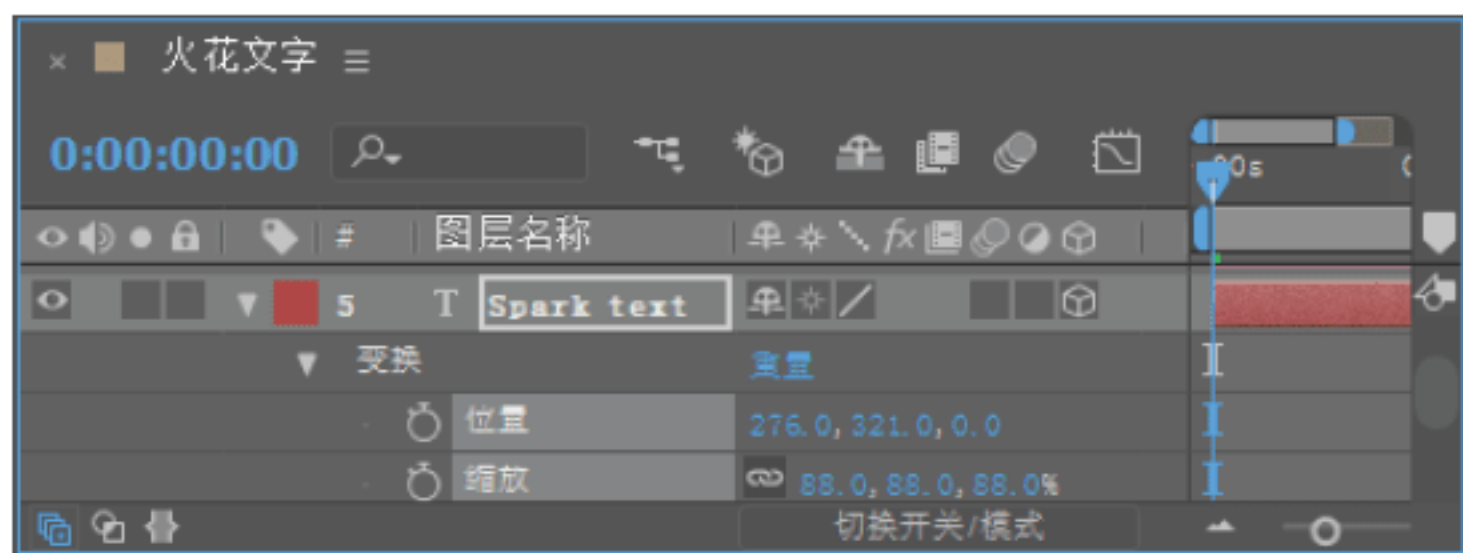 火花文字
0:00:00:00
00s
# 图层名称
5 T Spark text
变换 重置
位置 276.0, 321.0, 0.0
缩放 88.0, 88.0, 88.0%
切换开关/模式